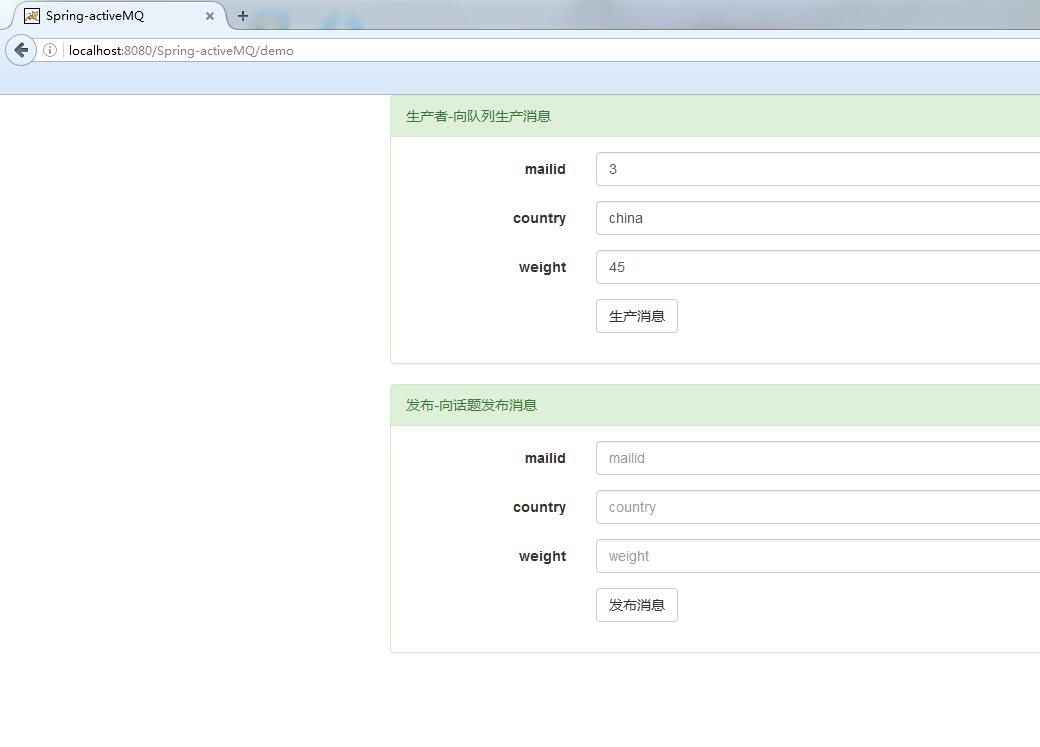 Spring-activeMQ
localhost:8080/Spring-activeMQ/demo
生产者-向队列生产消息
mailid 3
country china
weight 45
生产消息
发布-向话题发布消息
mailid mailid
country country
weight weight
发布消息